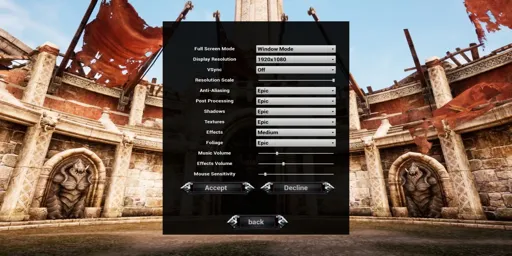 Full Screen Mode Window Mode
Display Resolution 1920x1080
VSync Off
Resolution Scale
Anti-Aliasing Epic
Post Processing Epic
Shadows Epic
Textures Epic
Effects Medium
Foliage Epic
Music Volume
Effects Volume
Mouse Sensitivity
Accept Decline
back